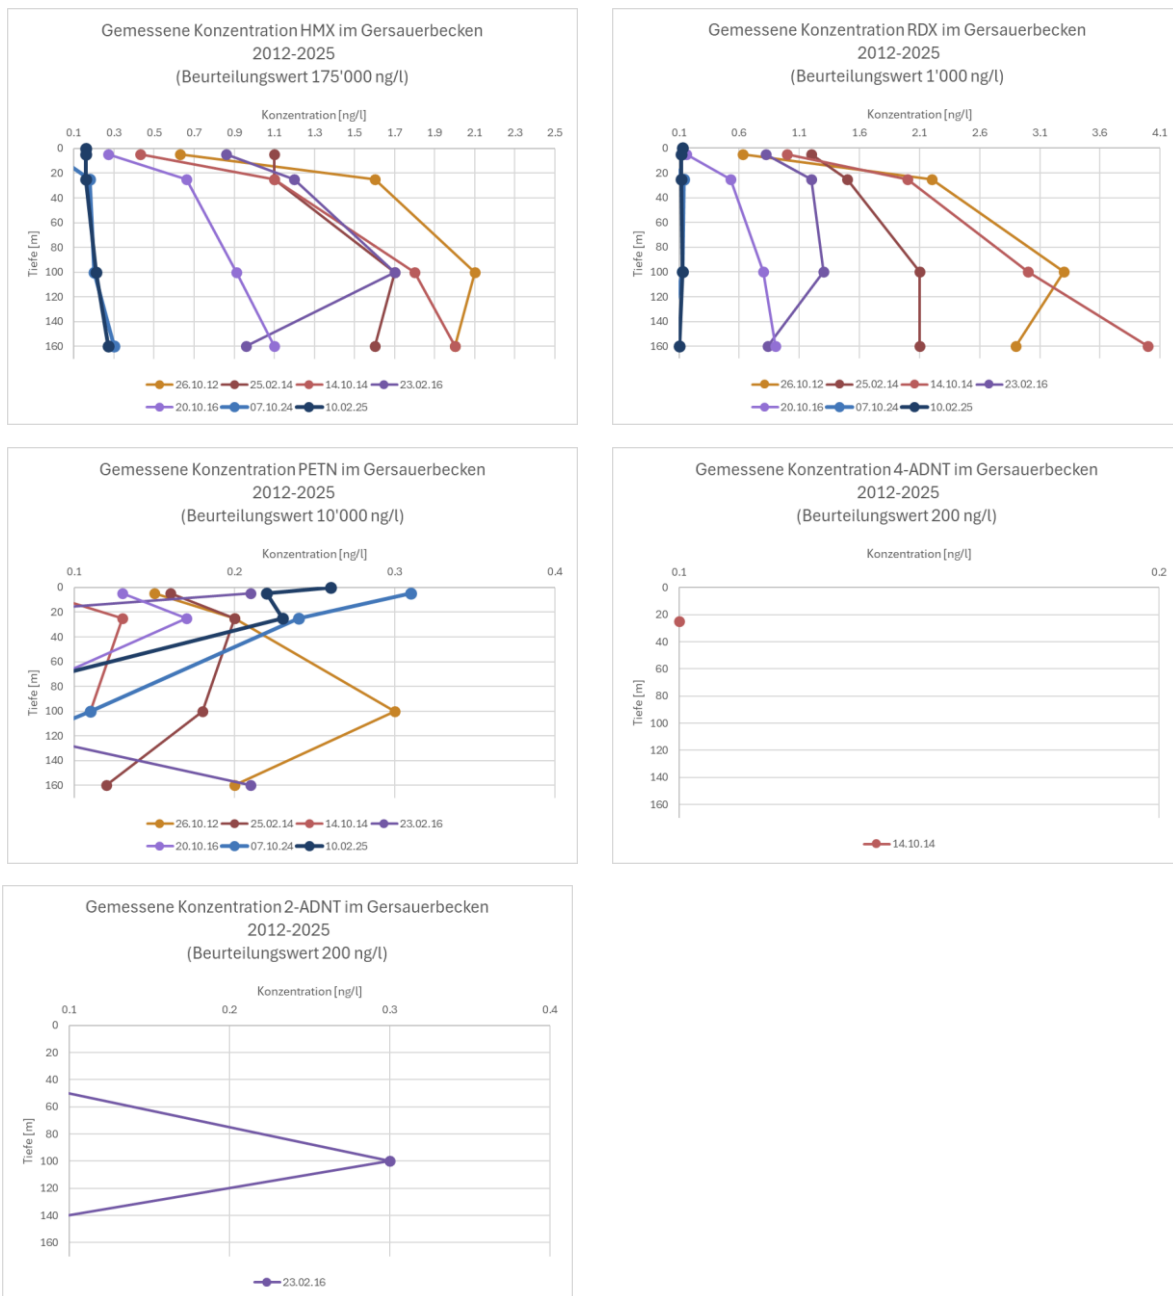 Gemessene Konzentration HMX im Gersauerbecken
2012-2025
(Beurteilungswert 175'000 ng/l)
Konzentration [ng/l]
0.1 0.3 0.5 0.7 0.9 1.1 1.3 1.5 1.7 1.9 2.1 2.3 2.5
0
20
40
60
80
100
120
140
160
Tiefe [m]
26.10.12 25.02.14 14.10.14 23.02.16
20.10.16 07.10.24 10.02.25
Gemessene Konzentration RDX im Gersauerbecken
2012-2025
(Beurteilungswert 1'000 ng/l)
Konzentration [ng/l]
0.1 0.6 1.1 1.6 2.1 2.6 3.1 3.6 4.1
0
20
40
60
80
100
120
140
160
Tiefe [m]
26.10.12 25.02.14 14.10.14 23.02.16
20.10.16 07.10.24 10.02.25
Gemessene Konzentration PETN im Gersauerbecken
2012-2025
(Beurteilungswert 10'000 ng/l)
Konzentration [ng/l]
0.1 0.2 0.3 0.4
0
20
40
60
80
100
120
140
160
Tiefe [m]
26.10.12 25.02.14 14.10.14 23.02.16
20.10.16 07.10.24 10.02.25
Gemessene Konzentration 4-ADNT im Gersauerbecken
2012-2025
(Beurteilungswert 200 ng/l)
Konzentration [ng/l]
0.1 0.2
0
20
40
60
80
100
120
140
160
Tiefe [m]
14.10.14
Gemessene Konzentration 2-ADNT im Gersauerbecken
2012-2025
(Beurteilungswert 200 ng/l)
Konzentration [ng/l]
0.1 0.2 0.3 0.4
0
20
40
60
80
100
120
140
160
Tiefe [m]
23.02.16